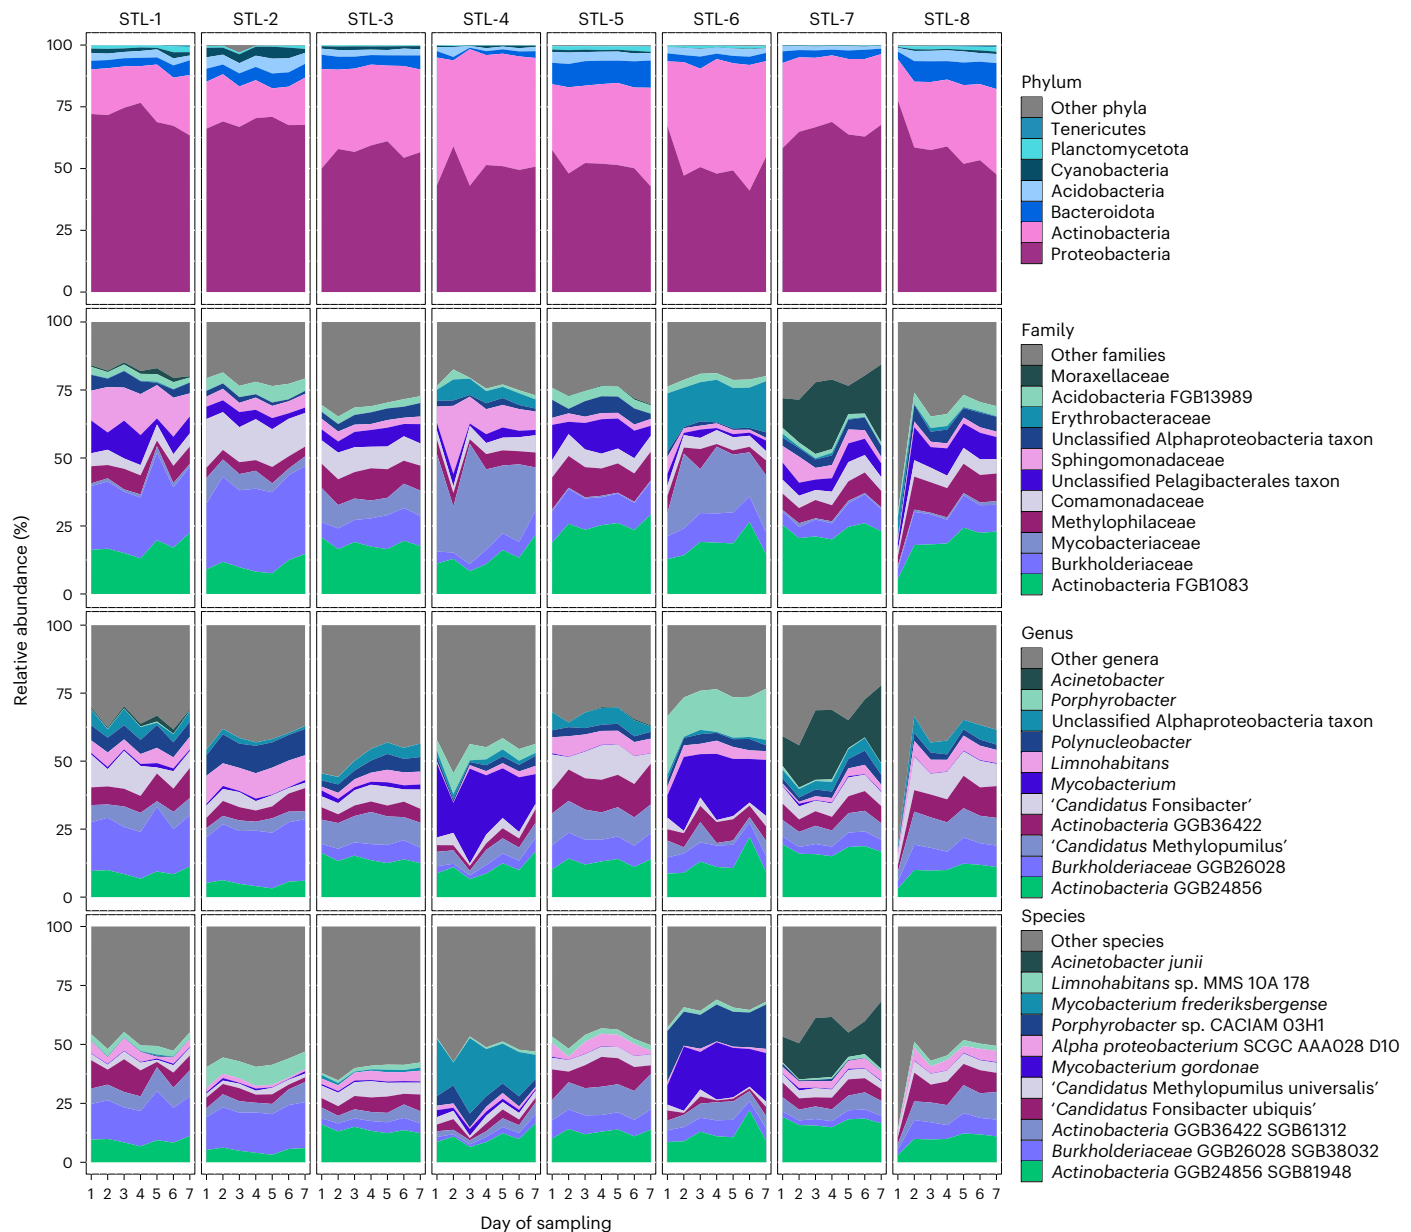 STL-1 STL-2 STL-3 STL-4 STL-5 STL-6 STL-7 STL-8
100
75
50
25
0
Phylum
Other phyla
Tenericutes
Planctomycetota
Cyanobacteria
Acidobacteria
Bacteroidota
Actinobacteria
Proteobacteria
100
75
50
25
0
Family
Other families
Moraxellaceae
Acidobacteria FGB13989
Erythrobacteraceae
Unclassified Alphaproteobacteria taxon
Sphingomonadaceae
Unclassified Pelagibacterales taxon
Comamonadaceae
Methylophilaceae
Mycobacteriaceae
Burkholderiaceae
Actinobacteria FGB1083
Relative abundance (%)
100
75
50
25
0
Genus
Other genera
Acinetobacter
Porphyrobacter
Unclassified Alphaproteobacteria taxon
Polynucleobacter
Limnohabitans
Mycobacterium
‘Candidatus Fonsibacter’
Actinobacteria GGB36422
‘Candidatus Methylopumilus’
Burkholderiaceae GGB26028
Actinobacteria GGB24856
100
75
50
25
0
Species
Other species
Acinetobacter junii
Limnohabitans sp. MMS 10A 178
Mycobacterium frederiksbergense
Porphyrobacter sp. CACIAM 03H1
Alpha proteobacterium SCGC AAA028 D10
Mycobacterium gordonae
‘Candidatus Methylopumilus universalis’
‘Candidatus Fonsibacter ubiquis’
Actinobacteria GGB36422 SGB61312
Burkholderiaceae GGB26028 SGB38032
Actinobacteria GGB24856 SGB81948
1 2 3 4 5 6 7 1 2 3 4 5 6 7 1 2 3 4 5 6 7 1 2 3 4 5 6 7 1 2 3 4 5 6 7 1 2 3 4 5 6 7 1 2 3 4 5 6 7 1 2 3 4 5 6 7
Day of sampling